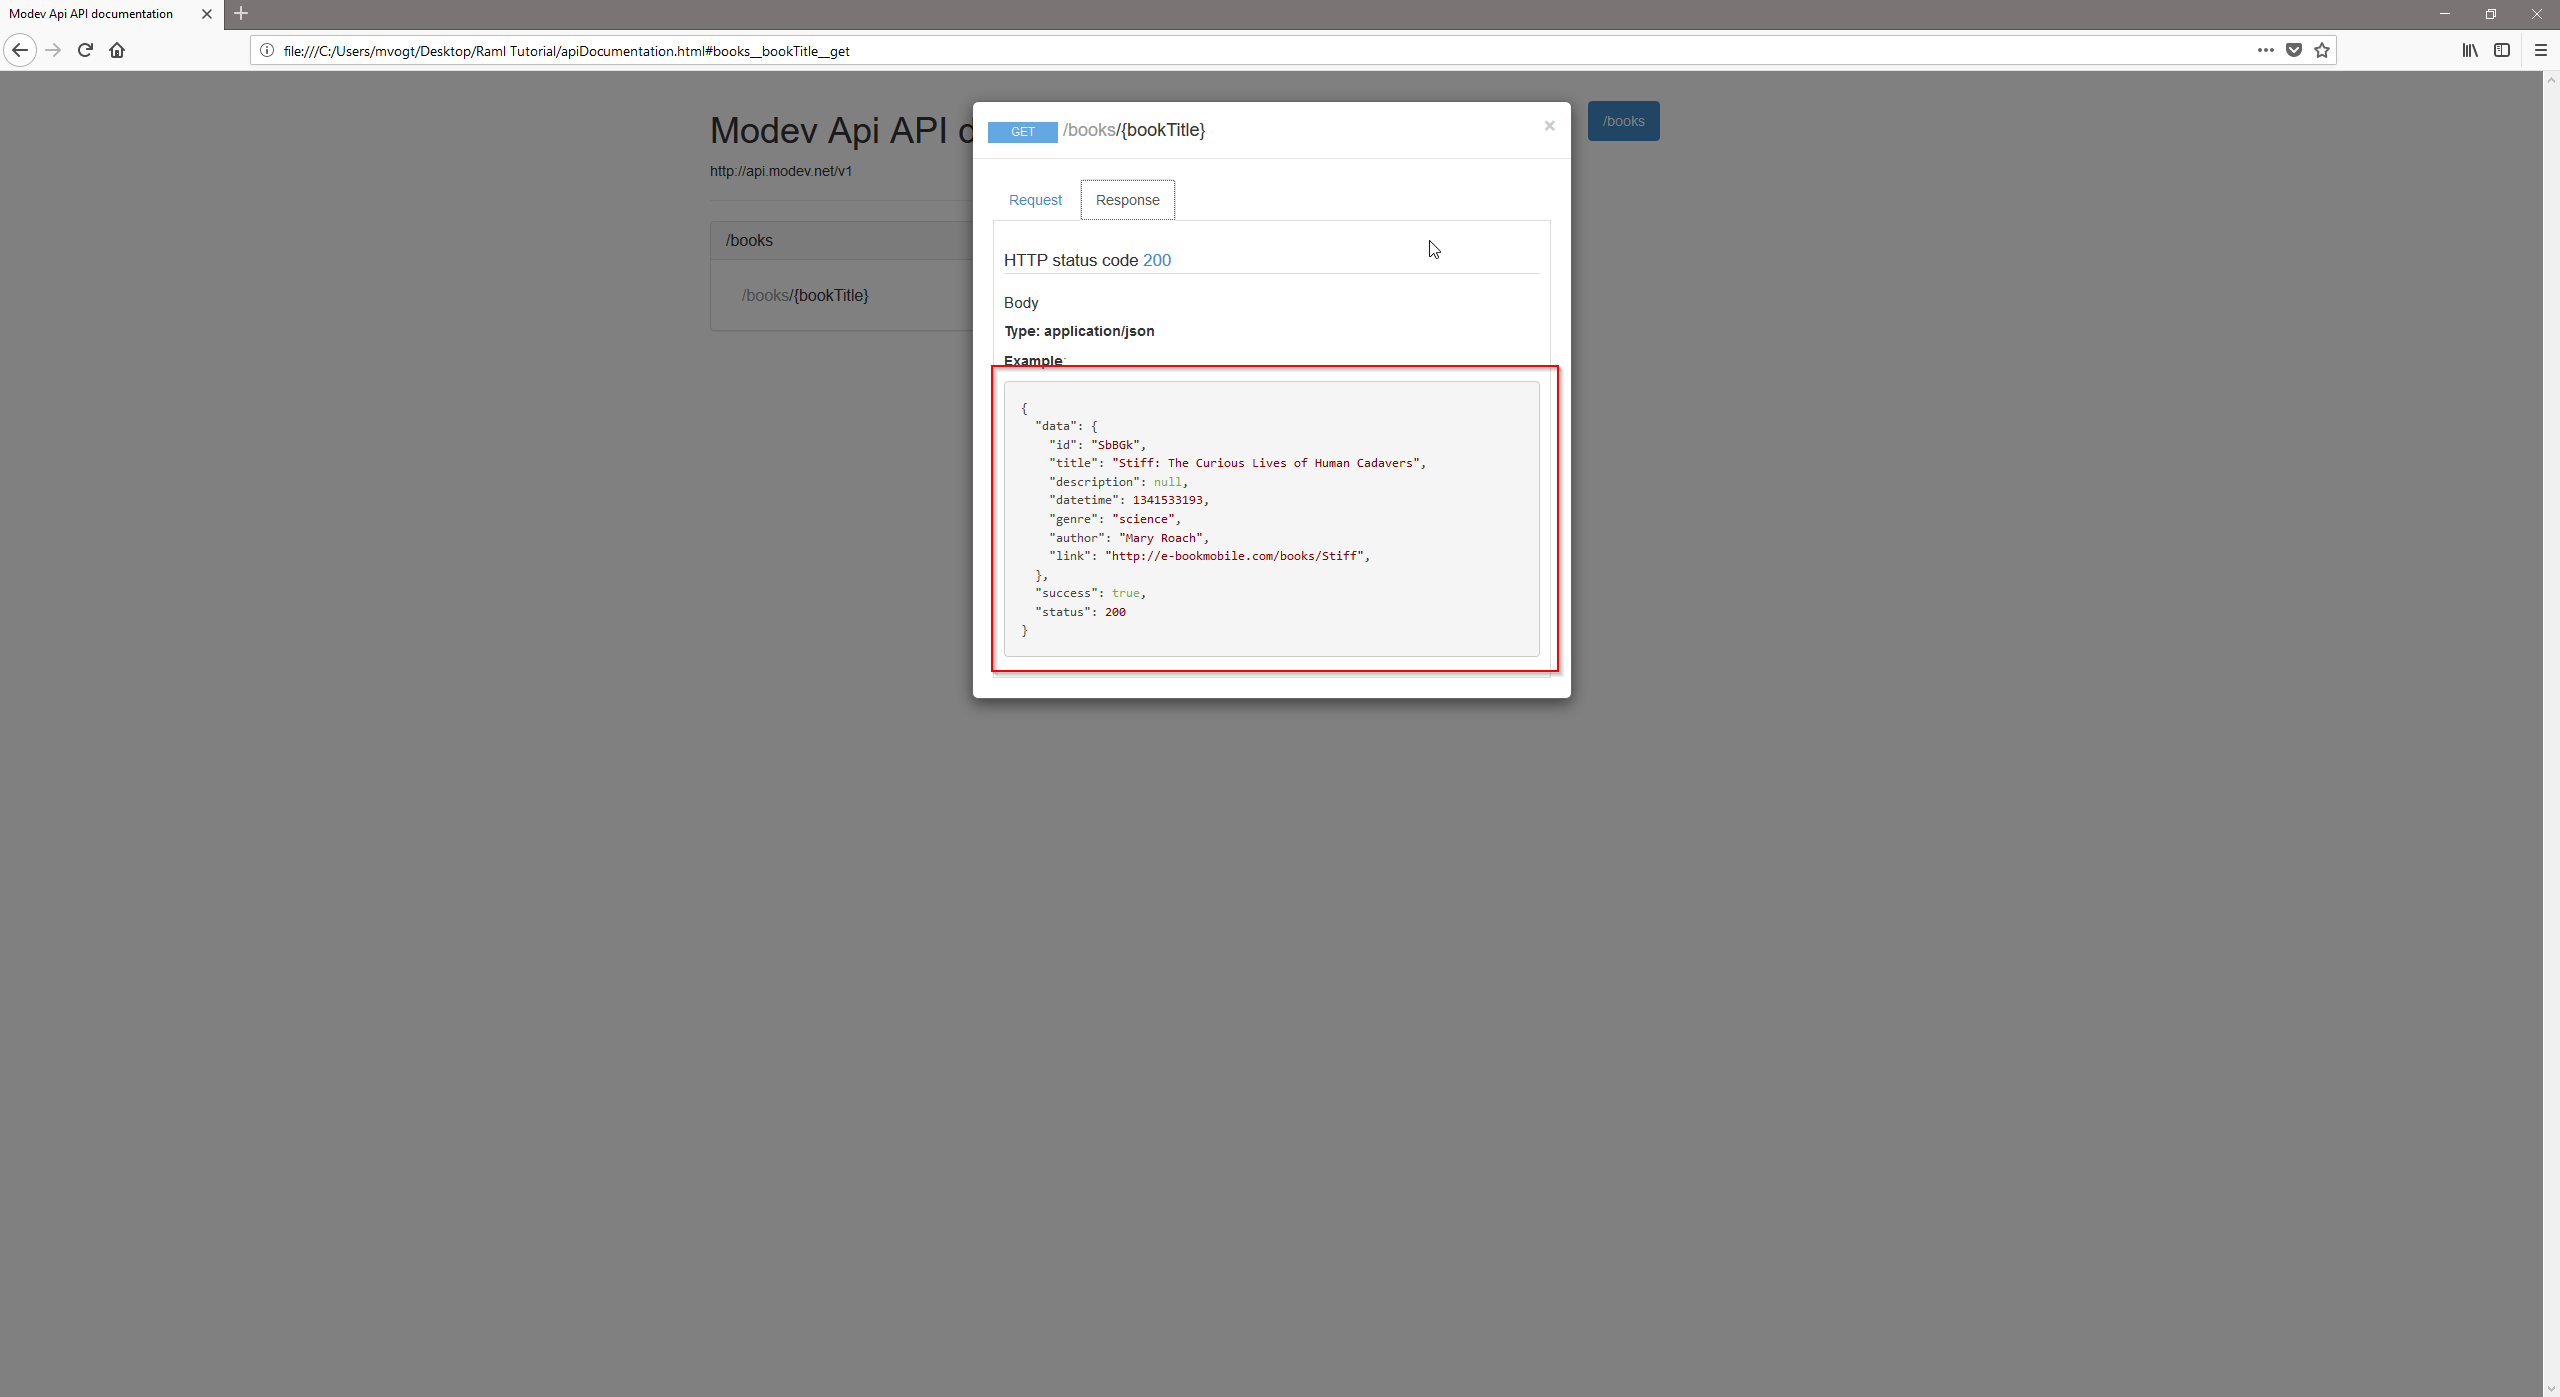 Modev Api API documentation
file:///C:/Users/mvogt/Desktop/Raml Tutorial/apiDocumentation.html#books__bookTitle__get
Modev Api API d
http://api.modev.net/v1
/books
/books/{bookTitle}
/books
GET /books/{bookTitle} ×
Request Response
HTTP status code 200
Body
Type: application/json
Example:
{
  "data": {
    "id": "SbBGk",
    "title": "Stiff: The Curious Lives of Human Cadavers",
    "description": null,
    "datetime": 1341533193,
    "genre": "science",
    "author": "Mary Roach",
    "link": "http://e-bookmobile.com/books/Stiff",
  },
  "success": true,
  "status": 200
}